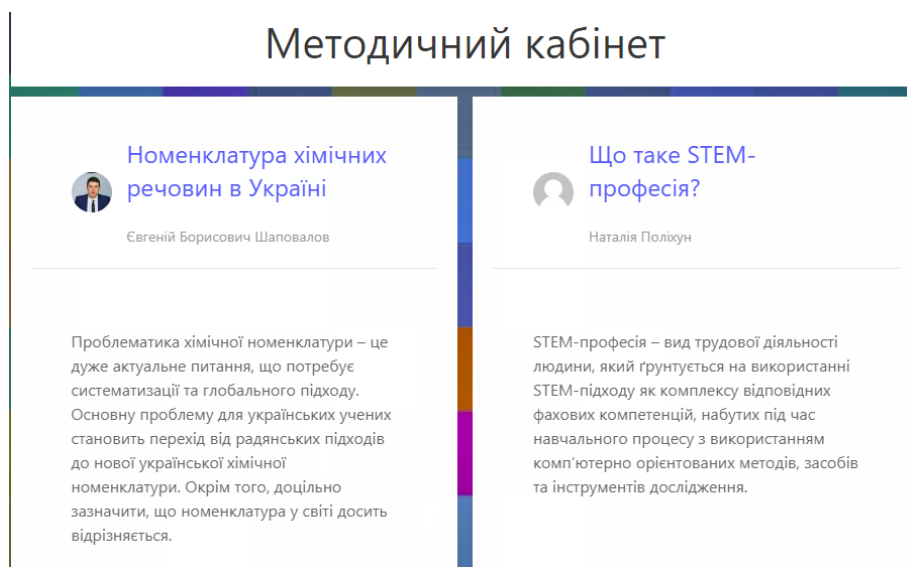 Методичний кабінет
Номенклатура хімічних
речовин в Україні
Євгеній Борисович Шаповалов
Проблематика хімічної номенклатури – це
дуже актуальне питання, що потребує
систематизації та глобального підходу.
Основну проблему для українських учених
становить перехід від радянських підходів
до нової української хімічної
номенклатури. Окрім того, доцільно
зазначити, що номенклатура у світі досить
відрізняється.
Що таке STEM-
професія?
Наталія Поліхун
STEM-професія – вид трудової діяльності
людини, який ґрунтується на використанні
STEM-підходу як комплексу відповідних
фахових компетенцій, набутих під час
навчального процесу з використанням
комп’ютерно орієнтованих методів, засобів
та інструментів дослідження.